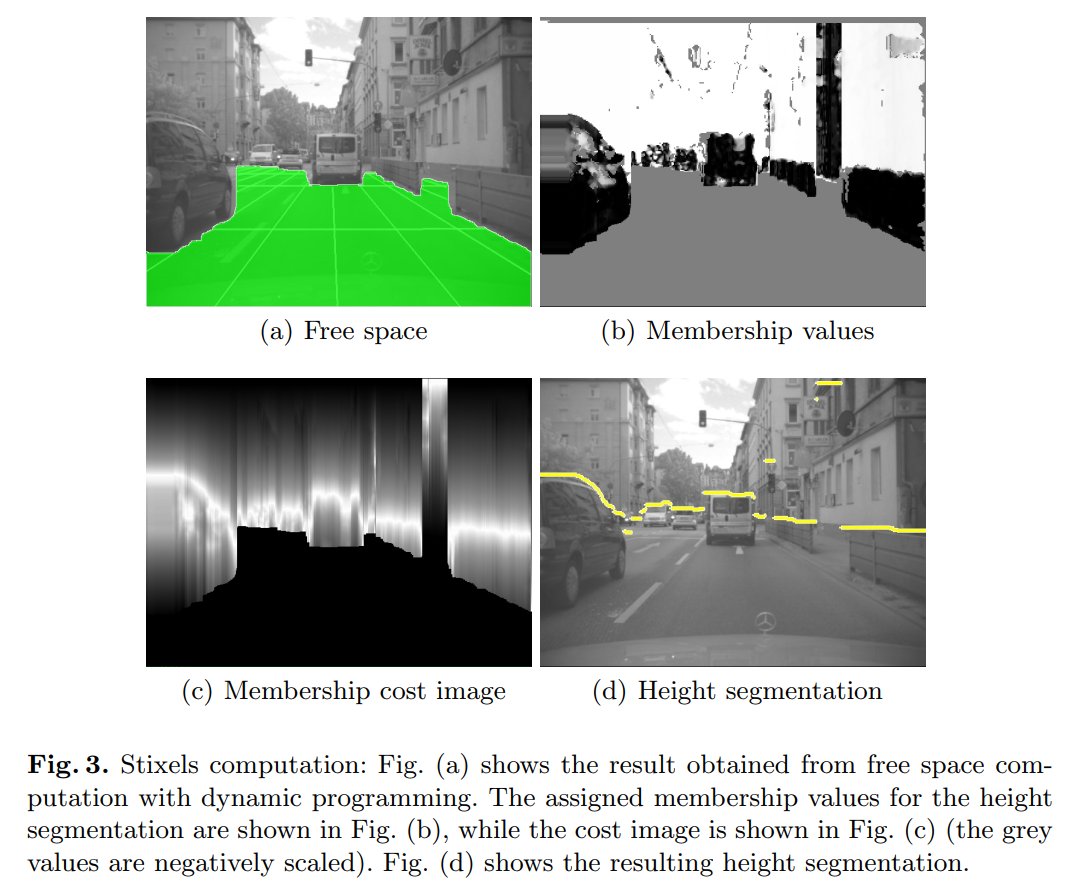 (a) Free space
(b) Membership values
(c) Membership cost image
(d) Height segmentation
Fig. 3. Stixels computation: Fig. (a) shows the result obtained from free space com-
putation with dynamic programming. The assigned membership values for the height
segmentation are shown in Fig. (b), while the cost image is shown in Fig. (c) (the grey
values are negatively scaled). Fig. (d) shows the resulting height segmentation.